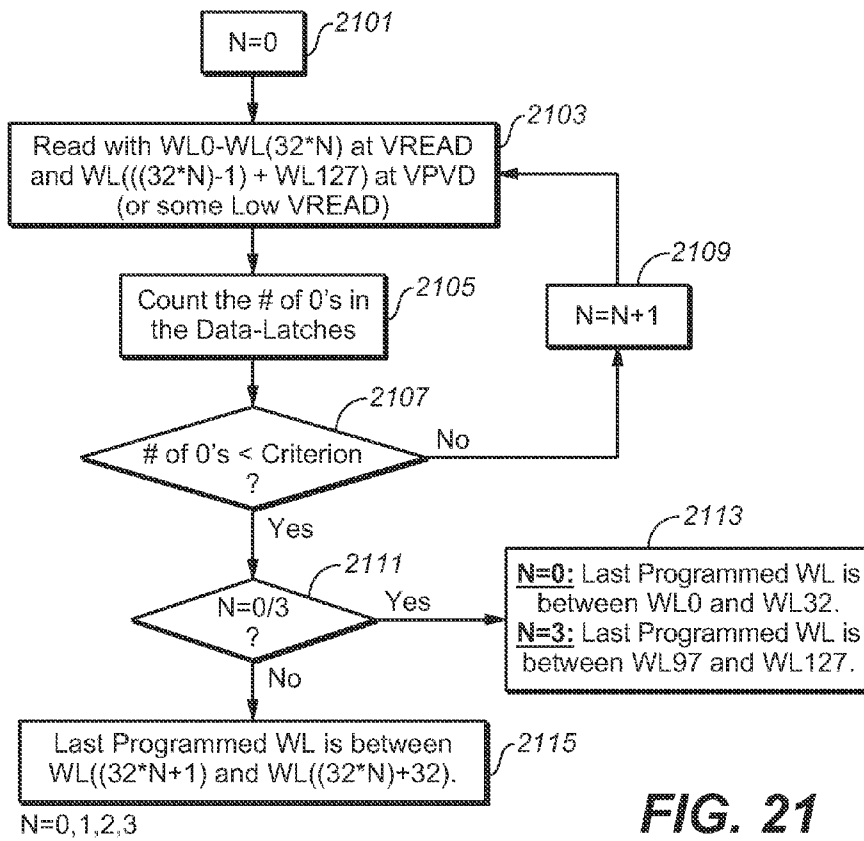 2101
N=0
2103
Read with WL0-WL(32*N) at VREAD
and WL(((32*N)-1) + WL127) at VPVD
(or some Low VREAD)
2105
Count the # of 0's in
the Data-Latches
2109
N=N+1
2107
# of 0's < Criterion
?
No
Yes
2111
N=0/3
?
Yes
No
2113
N=0: Last Programmed WL is
between WL0 and WL32.
N=3: Last Programmed WL is
between WL97 and WL127.
2115
Last Programmed WL is between
WL((32*N+1) and WL((32*N)+32).
N=0,1,2,3
FIG. 21